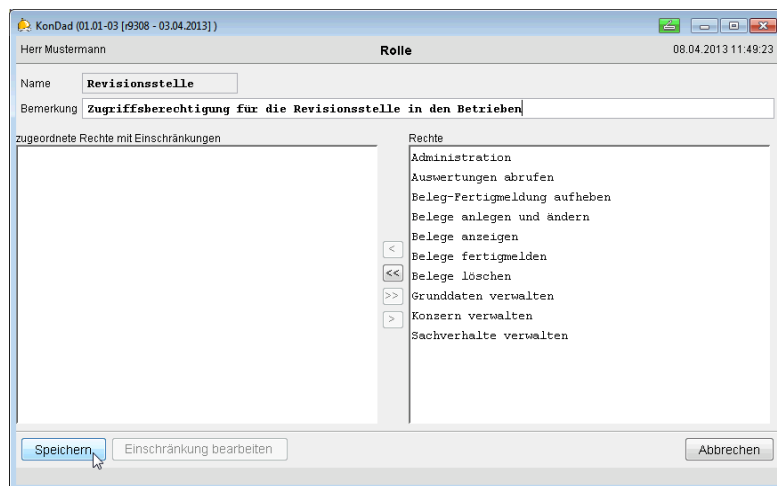 KonDad (01.01-03 [r9308 - 03.04.2013] )
Herr Mustermann Rolle 08.04.2013 11:49:23
Name Revisionsstelle
Bemerkung Zugriffsberechtigung für die Revisionsstelle in den Betrieben
zugeordnete Rechte mit Einschränkungen Rechte
Administration
Auswertungen abrufen
Beleg-Fertigmeldung aufheben
Belege anlegen und ändern
Belege anzeigen
Belege fertigmelden
Belege löschen
Grunddaten verwalten
Konzern verwalten
Sachverhalte verwalten
<
<<
>>
>
Speichern Einschränkung bearbeiten Abbrechen